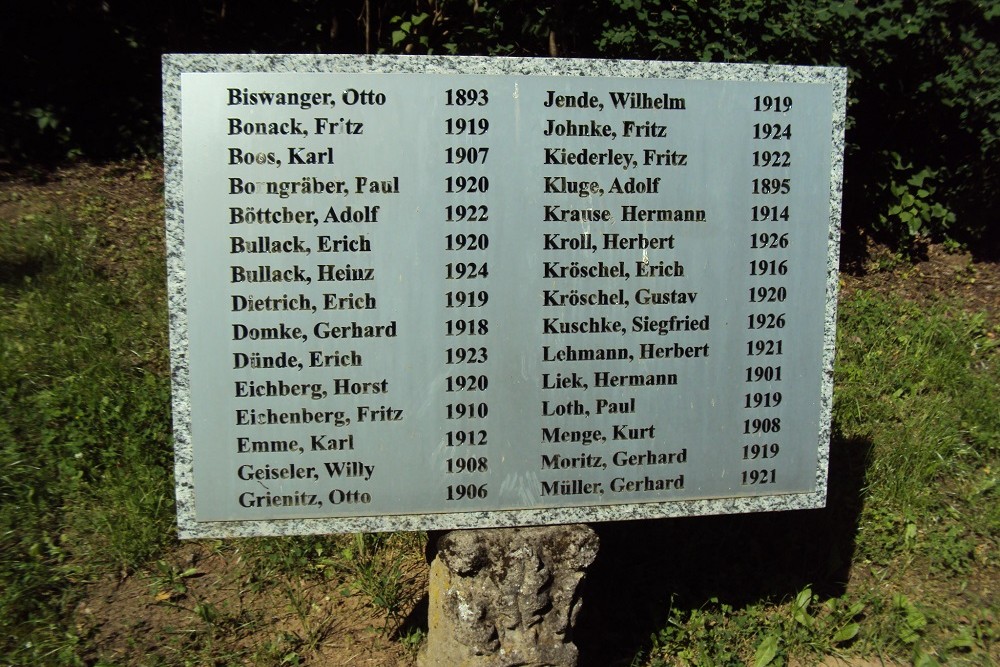 Biswanger, Otto 1893
Bonack, Fritz 1919
Boos, Karl 1907
Borngräber, Paul 1920
Böttcher, Adolf 1922
Bullack, Erich 1920
Bullack, Heinz 1924
Dietrich, Erich 1919
Domke, Gerhard 1918
Dünde, Erich 1923
Eichberg, Horst 1920
Eichenberg, Fritz 1910
Emme, Karl 1912
Geiseler, Willy 1908
Grienitz, Otto 1906
Jende, Wilhelm 1919
Johnke, Fritz 1924
Kiederley, Fritz 1922
Kluge, Adolf 1895
Krause Hermann 1914
Kroll, Herbert 1926
Kröschel, Erich 1916
Kröschel, Gustav 1920
Kuschke, Siegfried 1926
Lehmann, Herbert 1921
Liek, Hermann 1901
Loth, Paul 1919
Menge, Kurt 1908
Moritz, Gerhard 1919
Müller, Gerhard 1921